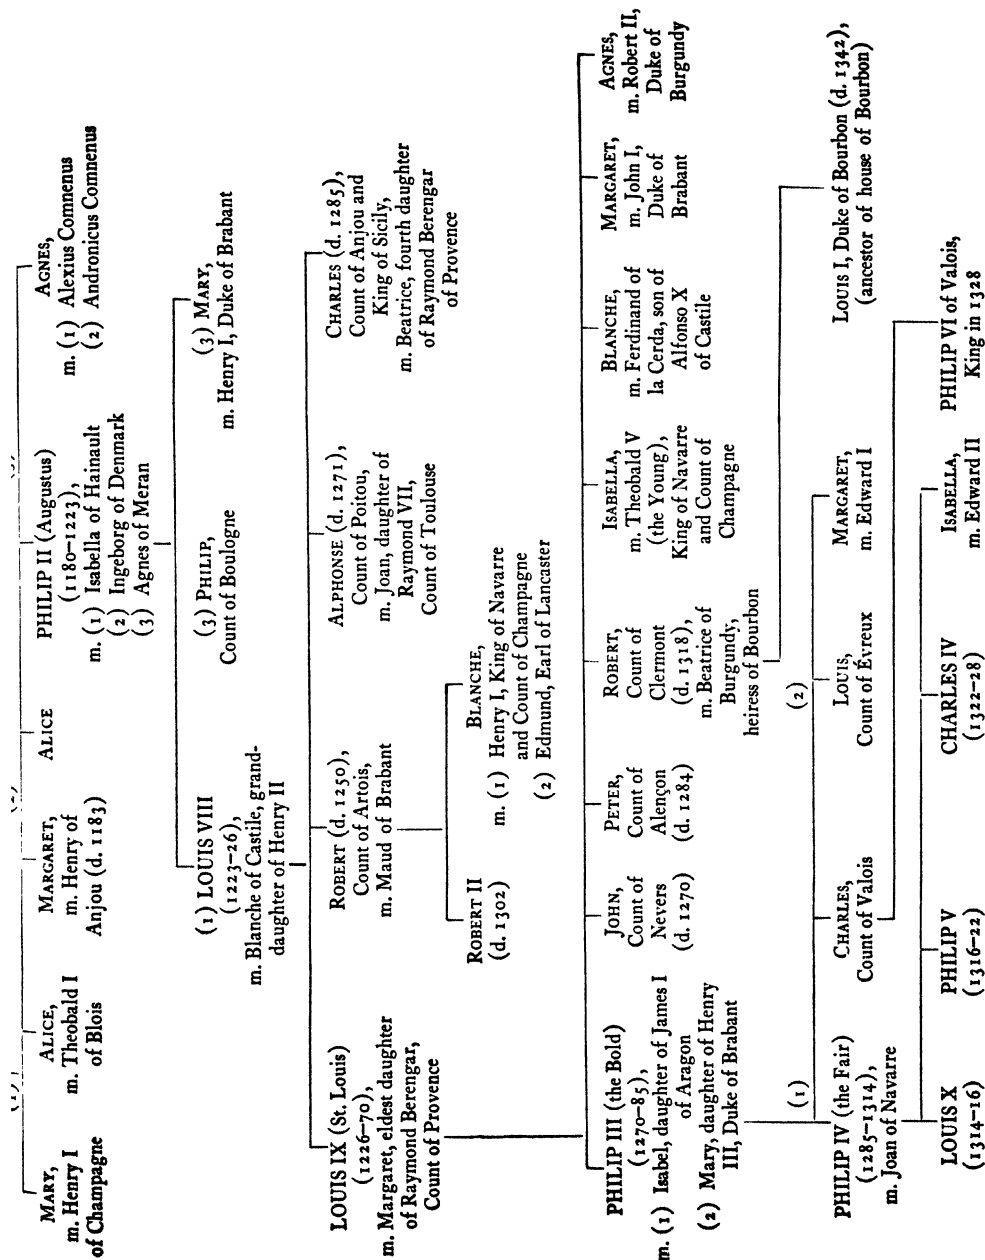 MARY,
m. Henry I
of Champagne
ALICE,
m. Theobald I
of Blois
MARGARET,
m. Henry of
Anjou (d. 1183)
ALICE
PHILIP II (Augustus)
(1180–1223),
m. (1) Isabella of Hainault
(2) Ingeborg of Denmark
(3) Agnes of Meran
AGNES,
m. (1) Alexius Comnenus
(2) Andronicus Comnenus
(1) LOUIS VIII
(1223–26),
m. Blanche of Castile, grand-
daughter of Henry II
(3) PHILIP,
Count of Boulogne
(3) MARY,
m. Henry I, Duke of Brabant
LOUIS IX (St. Louis)
(1226–70),
m. Margaret, eldest daughter
of Raymond Berengar,
Count of Provence
ROBERT (d. 1250),
Count of Artois,
m. Maud of Brabant
ALPHONSE (d. 1271),
Count of Poitou,
m. Joan, daughter of
Raymond VII,
Count of Toulouse
CHARLES (d. 1285),
Count of Anjou and
King of Sicily,
m. Beatrice, fourth daughter
of Raymond Berengar
of Provence
ROBERT II
(d. 1302)
BLANCHE,
m. (1) Henry I, King of Navarre
and Count of Champagne
(2) Edmund, Earl of Lancaster
PHILIP III (the Bold)
(1270–85),
m. (1) Isabel, daughter of James I
of Aragon
(2) Mary, daughter of Henry
III, Duke of Brabant
JOHN,
Count of
Nevers
(d. 1270)
PETER,
Count of
Alençon
(d. 1284)
ROBERT,
Count of
Clermont
(d. 1318),
m. Beatrice of
Burgundy,
heiress of Bourbon
ISABELLA,
m. Theobald V
(the Young),
King of Navarre
and Count of
Champagne
BLANCHE,
m. Ferdinand of
la Cerda, son of
Alfonso X
of Castile
MARGARET,
m. John I,
Duke of
Brabant
AGNES,
m. Robert II,
Duke of
Burgundy
(1)
(2)
PHILIP IV (the Fair)
(1285–1314),
m. Joan of Navarre
CHARLES,
Count of Valois
LOUIS,
Count of Évreux
MARGARET,
m. Edward I
LOUIS I, Duke of Bourbon (d. 1342),
(ancestor of house of Bourbon)
LOUIS X
(1314–16)
PHILIP V
(1316–22)
CHARLES IV
(1322–28)
ISABELLA,
m. Edward II
PHILIP VI of Valois,
King in 1328